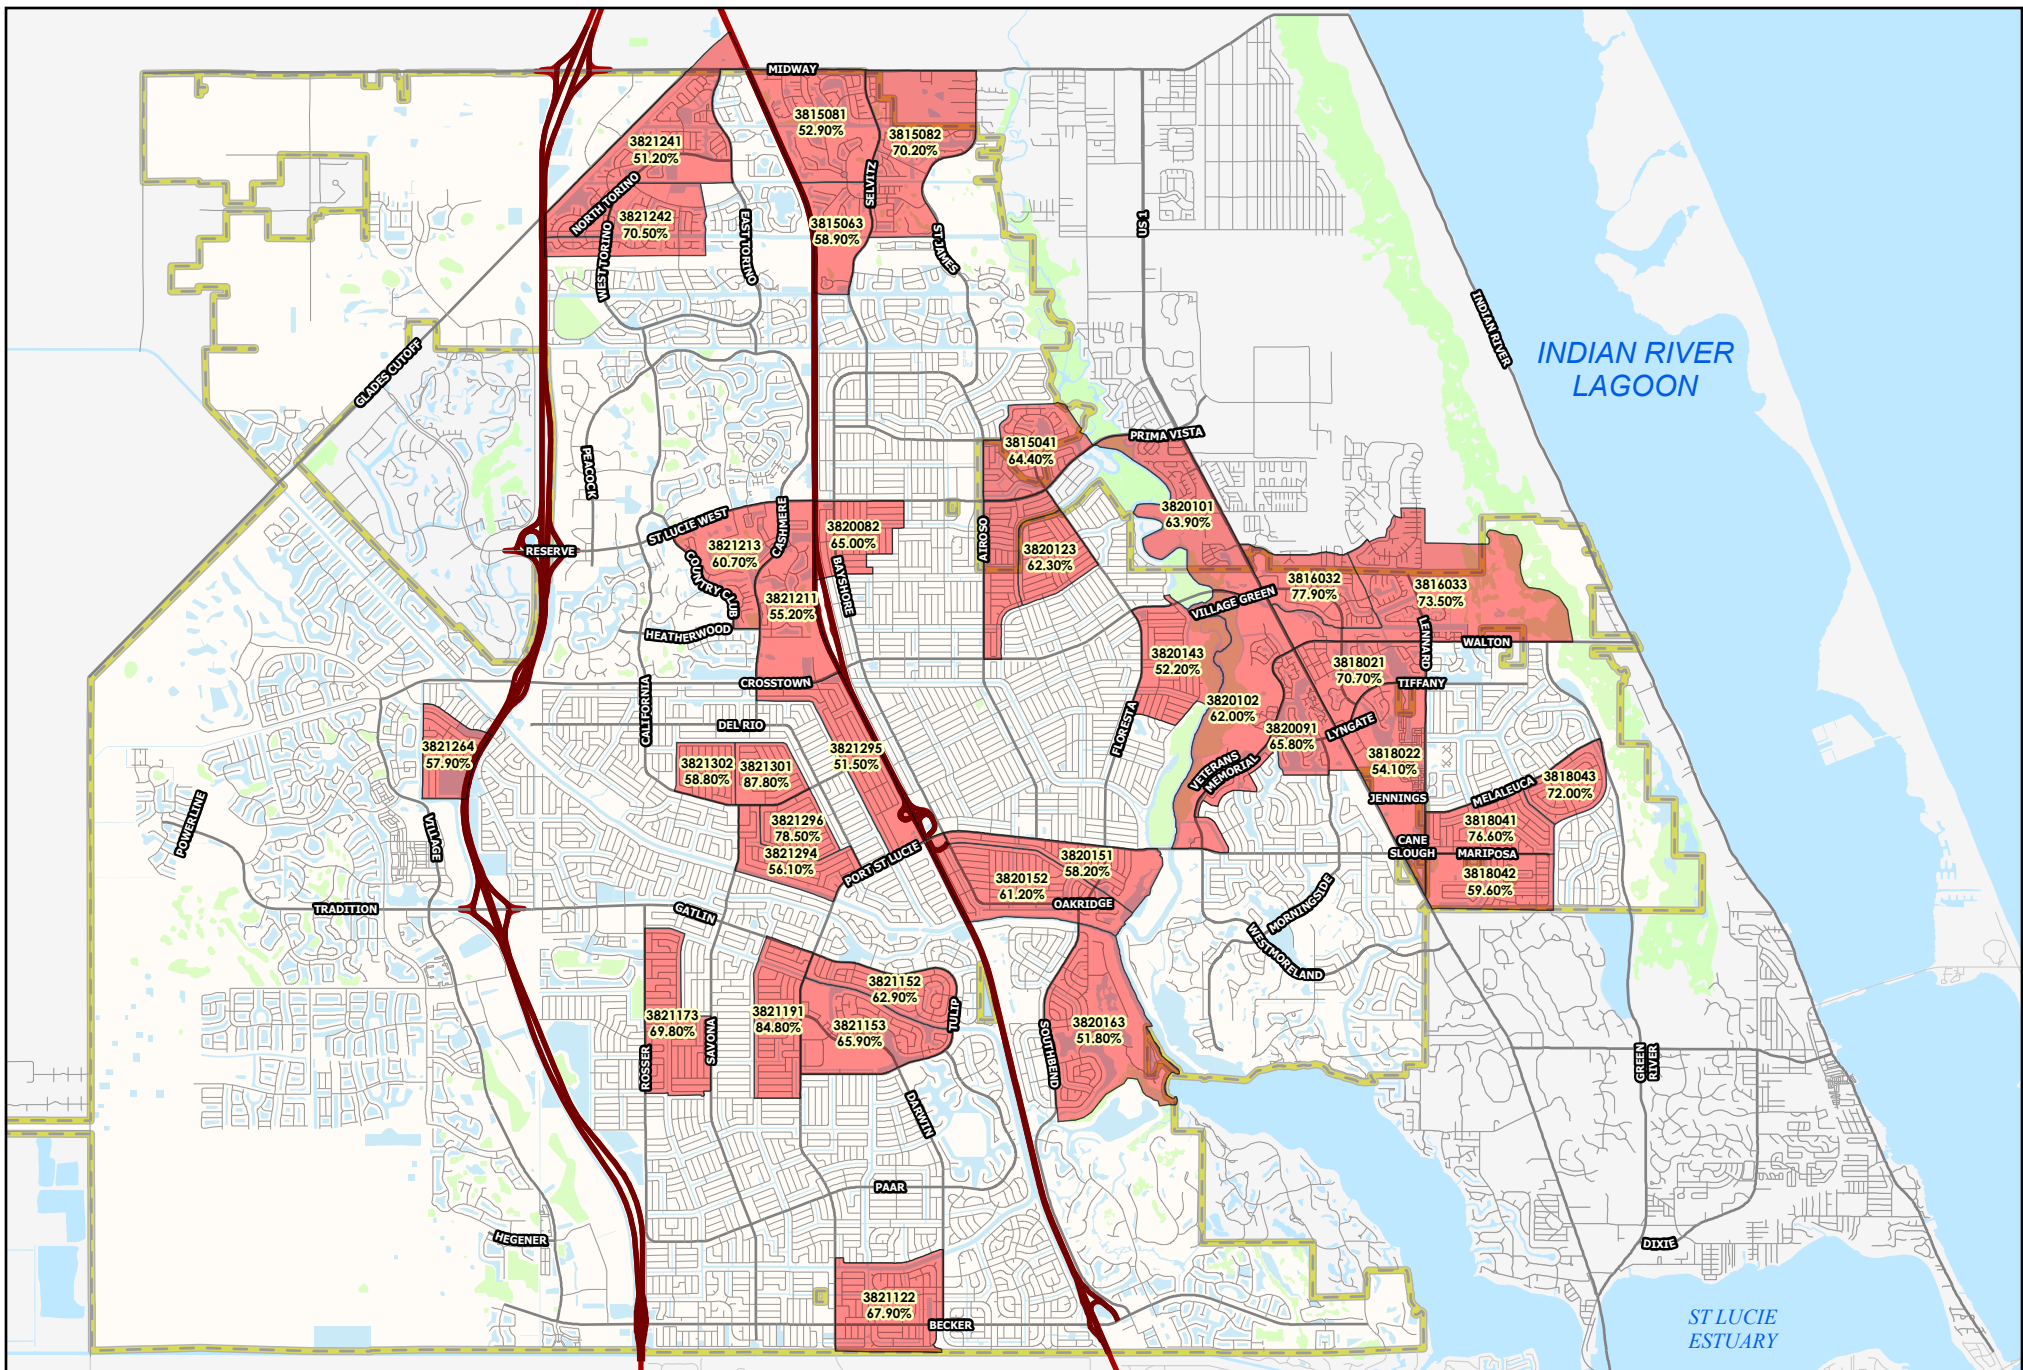 MIDWAY
3815081
52.90%
3815082
70.20%
3821241
51.20%
SELVITZ
NORTH TORINO
3821242
70.50%
3815063
58.90%
US 1
WEST TORINO
EAST TORINO
ST JAMES
INDIAN RIVER
INDIAN RIVER
LAGOON
GLADES CUTOFF
PRIMA VISTA
3815041
64.40%
PEACOCK
ST LUCIE WEST
CASHMERE
3820082
65.00%
AIROSO
3820101
63.90%
RESERVE
3821213
60.70%
3820123
62.30%
COUNTRY CLUB
BAYSHORE
3821211
55.20%
3816032
77.90%
3816033
73.50%
VILLAGE GREEN
HEATHERWOOD
LENNARD
WALTON
3820143
52.20%
3818021
70.70%
CROSSTOWN
TIFFANY
CALIFORNIA
3820102
62.00%
DEL RIO
FLORESTA
LYNGATE
3820091
65.80%
3821264
57.90%
3821295
51.50%
3821302
58.80%
3821301
87.80%
3818022
54.10%
VETERANS
MEMORIAL
3818043
72.00%
JENNINGS
MELALEUCA
POWERLINE
VILLAGE
3821296
78.50%
3818041
76.60%
3821294
56.10%
CANE
SLOUGH
MARIPOSA
PORT ST LUCIE
3820151
58.20%
3820152
61.20%
3818042
59.60%
OAKRIDGE
TRADITION
GATLIN
MORNINGSIDE
WESTMORELAND
3821152
62.90%
TULIP
3821173
69.80%
3821191
84.80%
3821153
65.90%
3820163
51.80%
SAVONA
ROSSER
SOUTHBEND
GREEN
RIVER
DARWIN
PAAR
HEGENER
DIXIE
3821122
67.90%
BECKER
ST LUCIE
ESTUARY